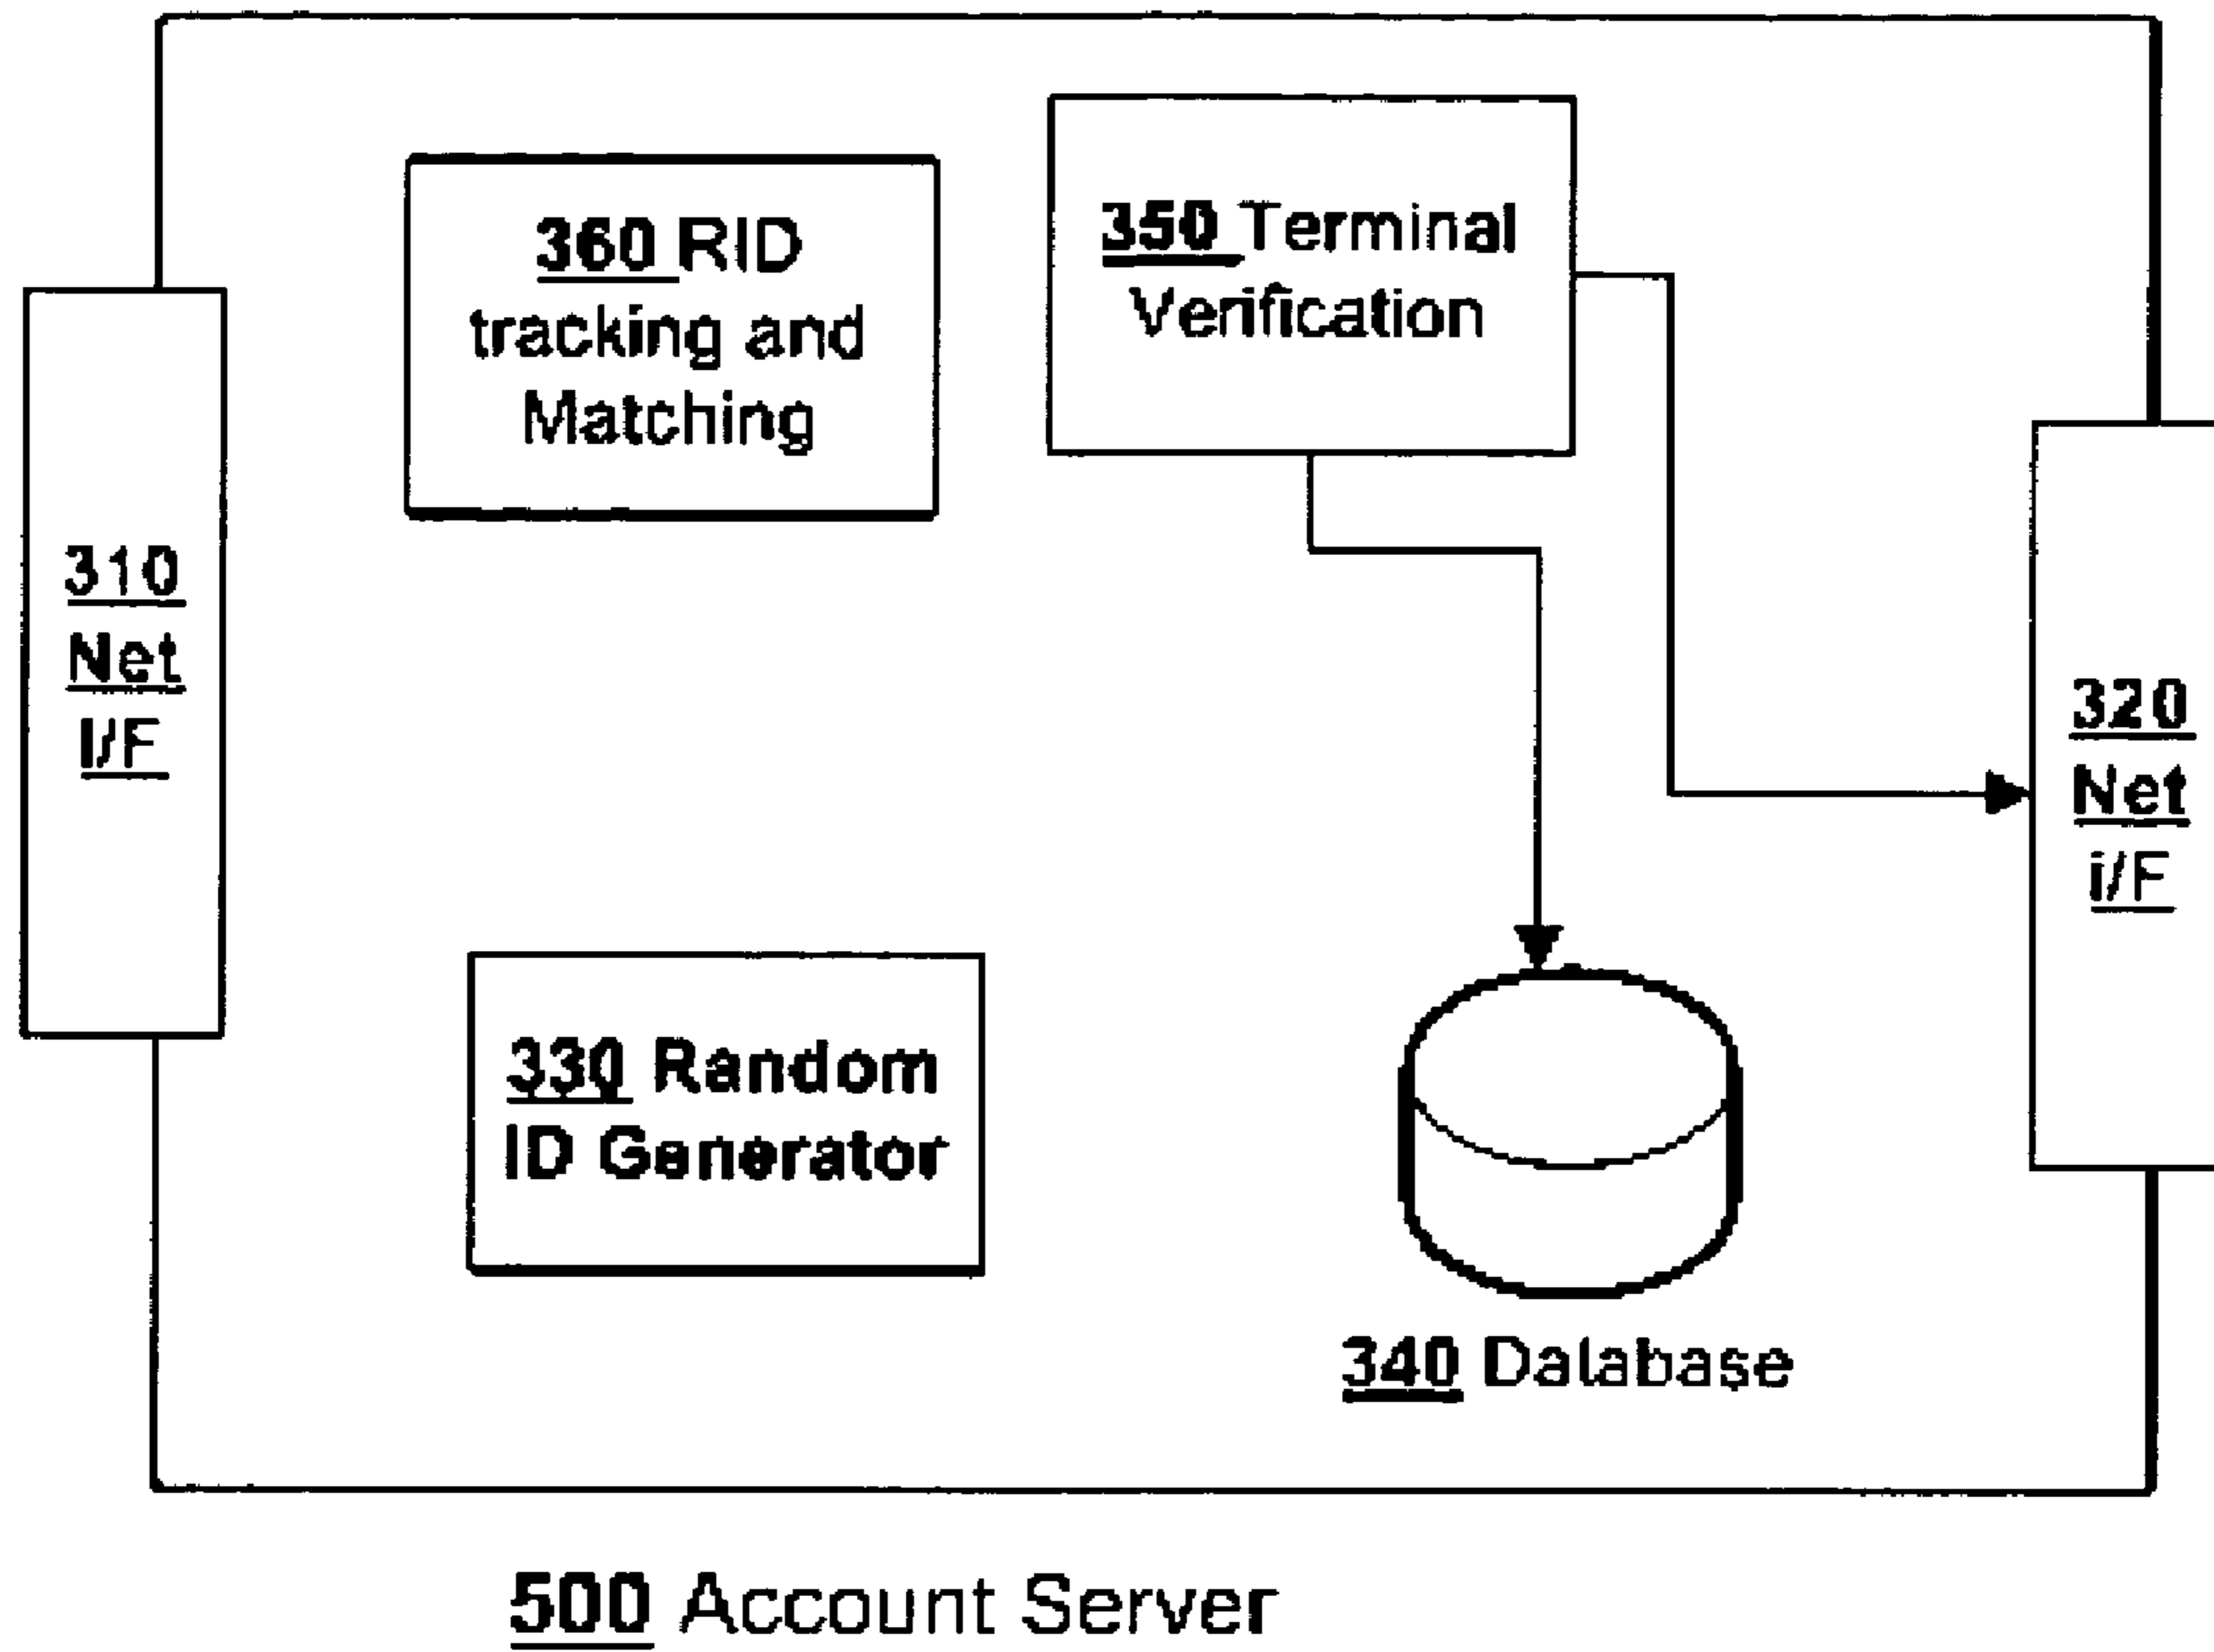 360 RID
tracking and
Matching
350 Terminal
Verification
310
Net
I/F
320
Net
i/F
330 Random
ID Generator
340 Database
500 Account Server